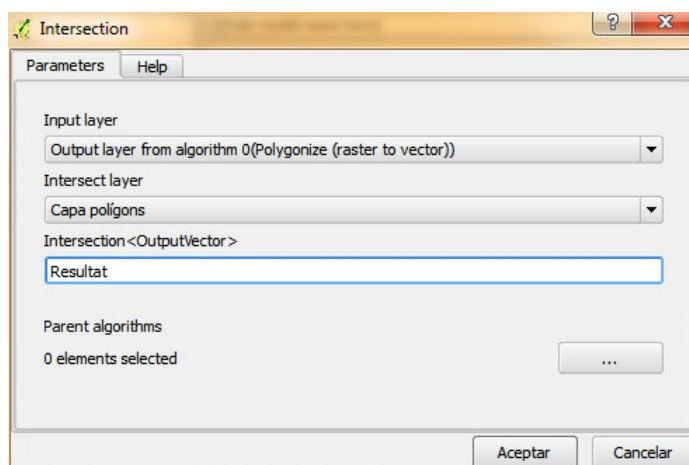 Intersection
Parameters
Help
Input layer
Output layer from algorithm 0(Polygonize (raster to vector))
Intersect layer
Capa polígons
Intersection<OutputVector>
Resultat
Parent algorithms
0 elements selected
...
Aceptar
Cancelar